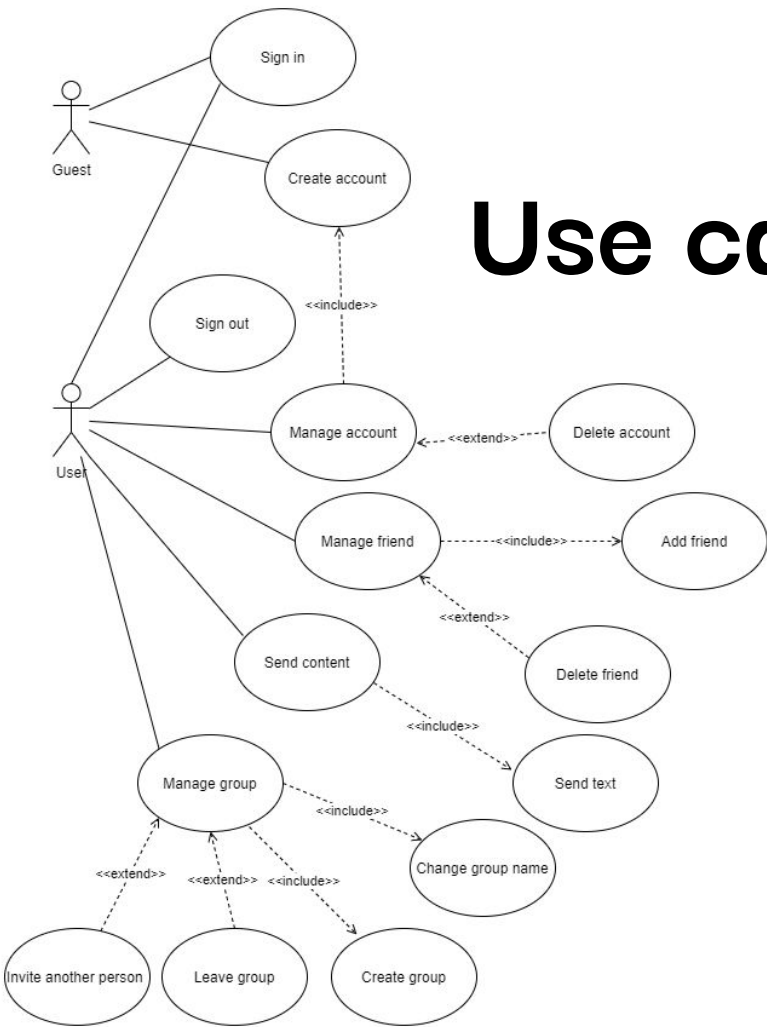 Sign in
Guest
Create account
Use
<<include>>
Sign out
Manage account
<<extend>>
Delete account
User
Manage friend
<<include>>
Add friend
<<extend>>
Delete friend
Send content
<<include>>
Send text
Manage group
<<include>>
Change group name
<<extend>>
<<extend>>
<<include>>
Invite another person
Leave group
Create group